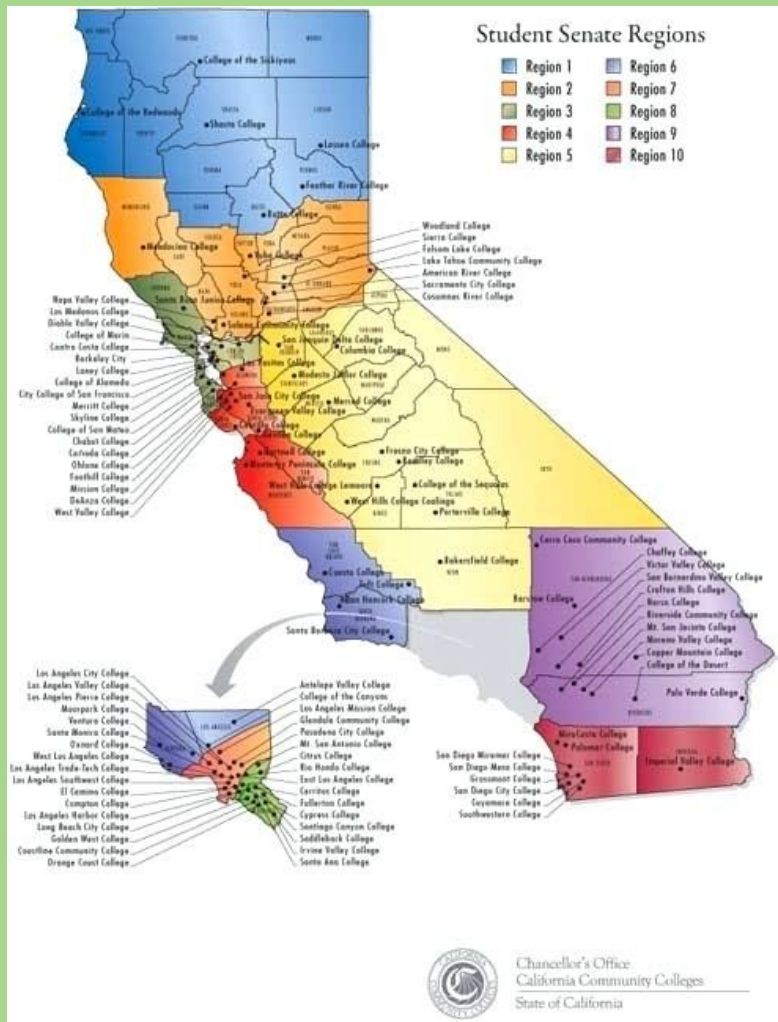 Student Senate Regions
Region 1
Region 2
Region 3
Region 4
Region 5
Region 6
Region 7
Region 8
Region 9
Region 10
College of the Siskiyous
College of the Redwoods
Shasta College
Lassen College
Feather River College
Butte College
Mendocino College
Yuba College
Woodland College
Sierra College
Folsom Lake College
Lake Tahoe Community College
American River College
Sacramento City College
Cosumnes River College
Santa Rosa Junior College
Solano Community College
Napa Valley College
Los Medanos College
Diablo Valley College
College of Marin
Contra Costa College
Berkeley City
Laney College
College of Alameda
City College of San Francisco
Merritt College
Skyline College
College of San Mateo
Chabot College
Cañada College
Ohlone College
Foothill College
Mission College
DeAnza College
West Valley College
San Joaquin Delta College
Columbia College
Las Positas College
Modesto Junior College
San Jose City College
Merced College
Evergreen Valley College
Hartnell College
Monterey Peninsula College
Fresno City College
Reedley College
West Hills College Lemoore
College of the Sequoias
West Hills College Coalinga
Porterville College
Cuesta College
Bakersfield College
Taft College
Allan Hancock College
Santa Barbara City College
Cerro Coso Community College
Chaffey College
Victor Valley College
San Bernardino Valley College
Crafton Hills College
Barstow College
Norco College
Riverside Community College
Mt. San Jacinto College
Moreno Valley College
Copper Mountain College
College of the Desert
Palo Verde College
MiraCosta College
Palomar College
Imperial Valley College
San Diego Miramar College
San Diego Mesa College
Grossmont College
San Diego City College
Cuyamaca College
Southwestern College
Los Angeles City College
Los Angeles Valley College
Los Angeles Pierce College
Moorpark College
Ventura College
Santa Monica College
Oxnard College
West Los Angeles College
Los Angeles Trade-Tech College
Los Angeles Southwest College
El Camino College
Compton College
Los Angeles Harbor College
Long Beach City College
Golden West College
Coastline Community College
Orange Coast College
LOS ANGELES
Antelope Valley College
College of the Canyons
Los Angeles Mission College
Glendale Community College
Pasadena City College
Mt. San Antonio College
Citrus College
Rio Hondo College
East Los Angeles College
Cerritos College
Fullerton College
Cypress College
Santiago Canyon College
Saddleback College
Irvine Valley College
Santa Ana College
Chancellor's Office
California Community Colleges
State of California